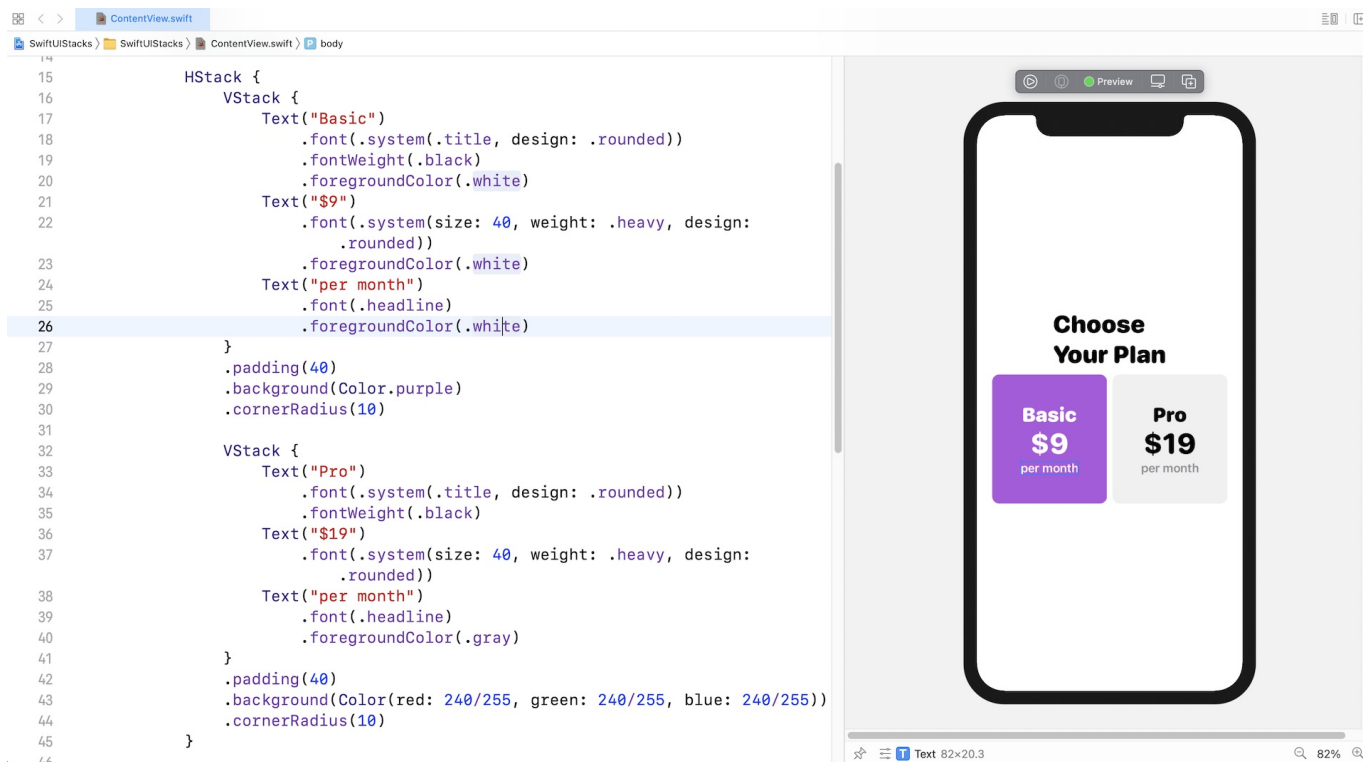 ContentView.swift
SwiftUIStacks 〉 SwiftUIStacks 〉 ContentView.swift 〉 P body
14
15 HStack {
16 VStack {
17 Text("Basic")
18 .font(.system(.title, design: .rounded))
19 .fontWeight(.black)
20 .foregroundColor(.white)
21 Text("$9")
22 .font(.system(size: 40, weight: .heavy, design:
.rounded))
23 .foregroundColor(.white)
24 Text("per month")
25 .font(.headline)
26 .foregroundColor(.white)
27 }
28 .padding(40)
29 .background(Color.purple)
30 .cornerRadius(10)
31
32 VStack {
33 Text("Pro")
34 .font(.system(.title, design: .rounded))
35 .fontWeight(.black)
36 Text("$19")
37 .font(.system(size: 40, weight: .heavy, design:
.rounded))
38 Text("per month")
39 .font(.headline)
40 .foregroundColor(.gray)
41 }
42 .padding(40)
43 .background(Color(red: 240/255, green: 240/255, blue: 240/255))
44 .cornerRadius(10)
45 }
46
Preview
Choose
Your Plan
Basic
$9
per month
Pro
$19
per month
T Text 82×20.3
82%